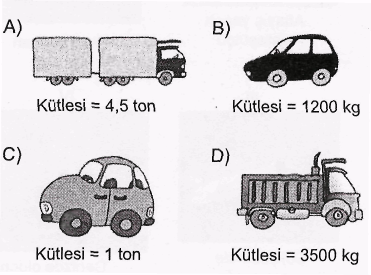 A)
B)
Kütlesi = 4,5 ton
Kütlesi = 1200 kg
C)
D)
Kütlesi = 1 ton
Kütlesi = 3500 kg